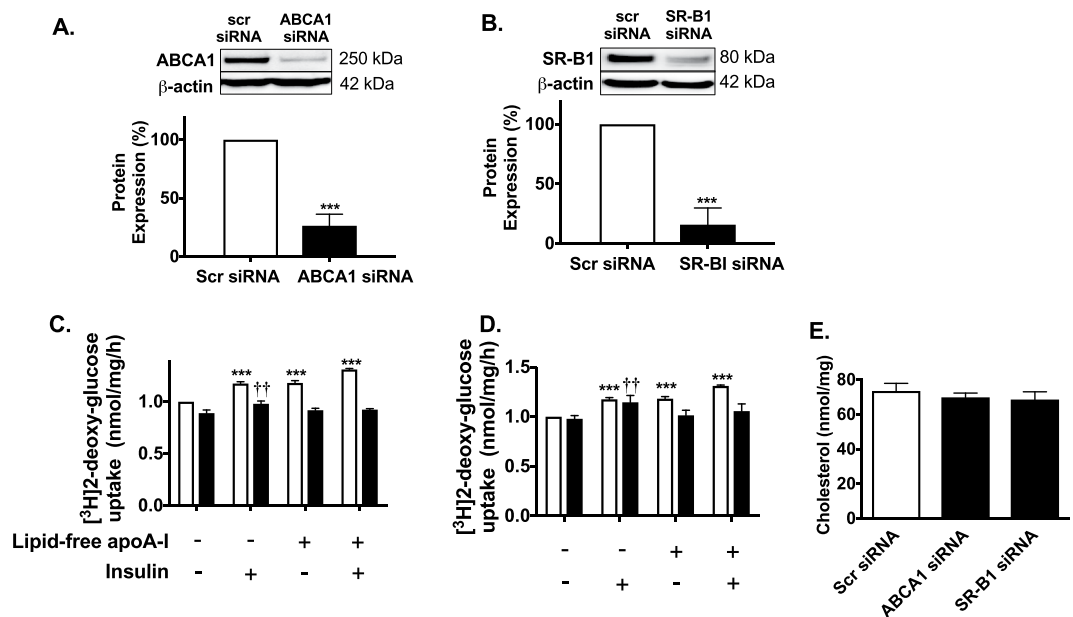 A.
scr
siRNA
ABCA1
siRNA
ABCA1
250 kDa
β-actin
42 kDa
Protein
Expression (%)
100
50
0
***
Scr siRNA
ABCA1 siRNA
B.
scr
siRNA
SR-B1
siRNA
SR-B1
80 kDa
β-actin
42 kDa
Protein
Expression (%)
100
50
0
***
Scr siRNA
SR-BI siRNA
C.
[³H]2-deoxy-glucose
uptake (nmol/mg/h)
1.0
0.5
1.0
*** †† *** ***
Lipid-free apoA-I - - + +
Insulin - + - +
D.
[³H]2-deoxy-glucose
uptake (nmol/mg/h)
1.5
1.0
0.5
0.0
*** †† *** ***
- - + +
- + - +
E.
Cholesterol (nmol/mg)
80
60
40
20
0
Scr siRNA
ABCA1 siRNA
SR-B1 siRNA